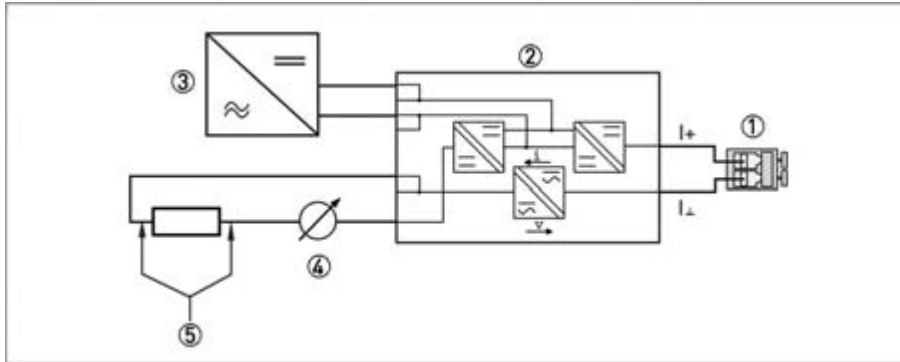 ②
③
①
I+
I⊥
④
⑤